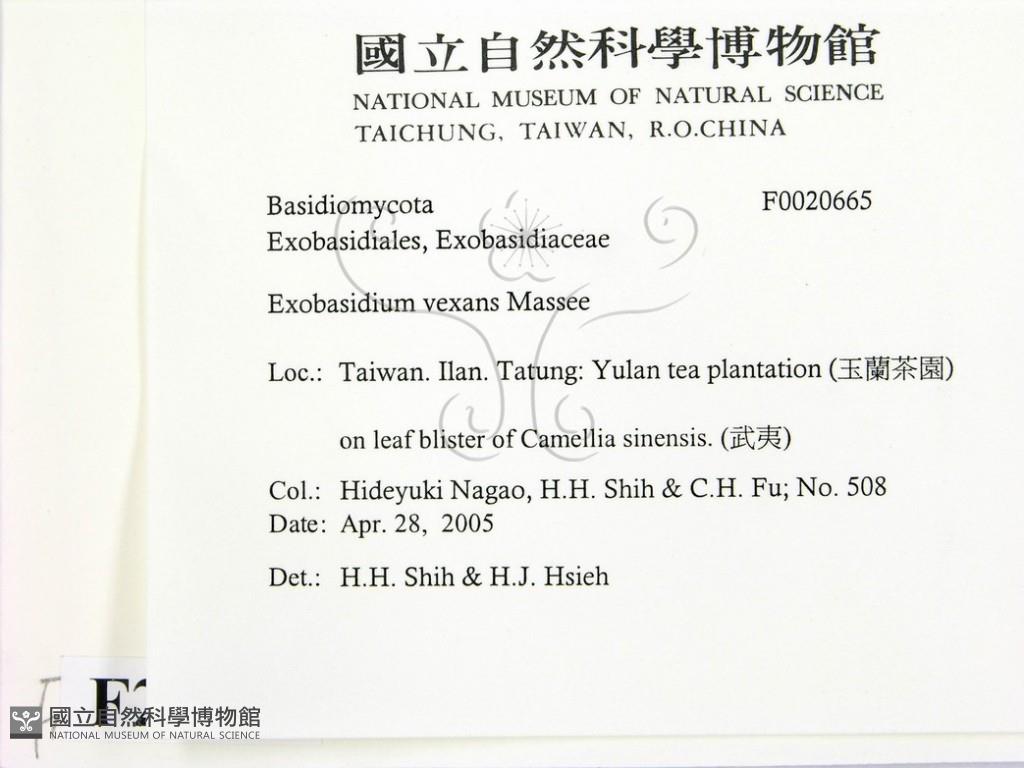 國立自然科學博物館
NATIONAL MUSEUM OF NATURAL SCIENCE
TAICHUNG, TAIWAN, R.O.CHINA
Basidiomycota F0020665
Exobasidiales, Exobasidiaceae
Exobasidium vexans Massee
Loc.: Taiwan. Ilan. Tatung: Yulan tea plantation (玉蘭茶園)
on leaf blister of Camellia sinensis. (武夷)
Col.: Hideyuki Nagao, H.H. Shih & C.H. Fu; No. 508
Date: Apr. 28, 2005
Det.: H.H. Shih & H.J. Hsieh
國立自然科學博物館
NATIONAL MUSEUM OF NATURAL SCIENCE